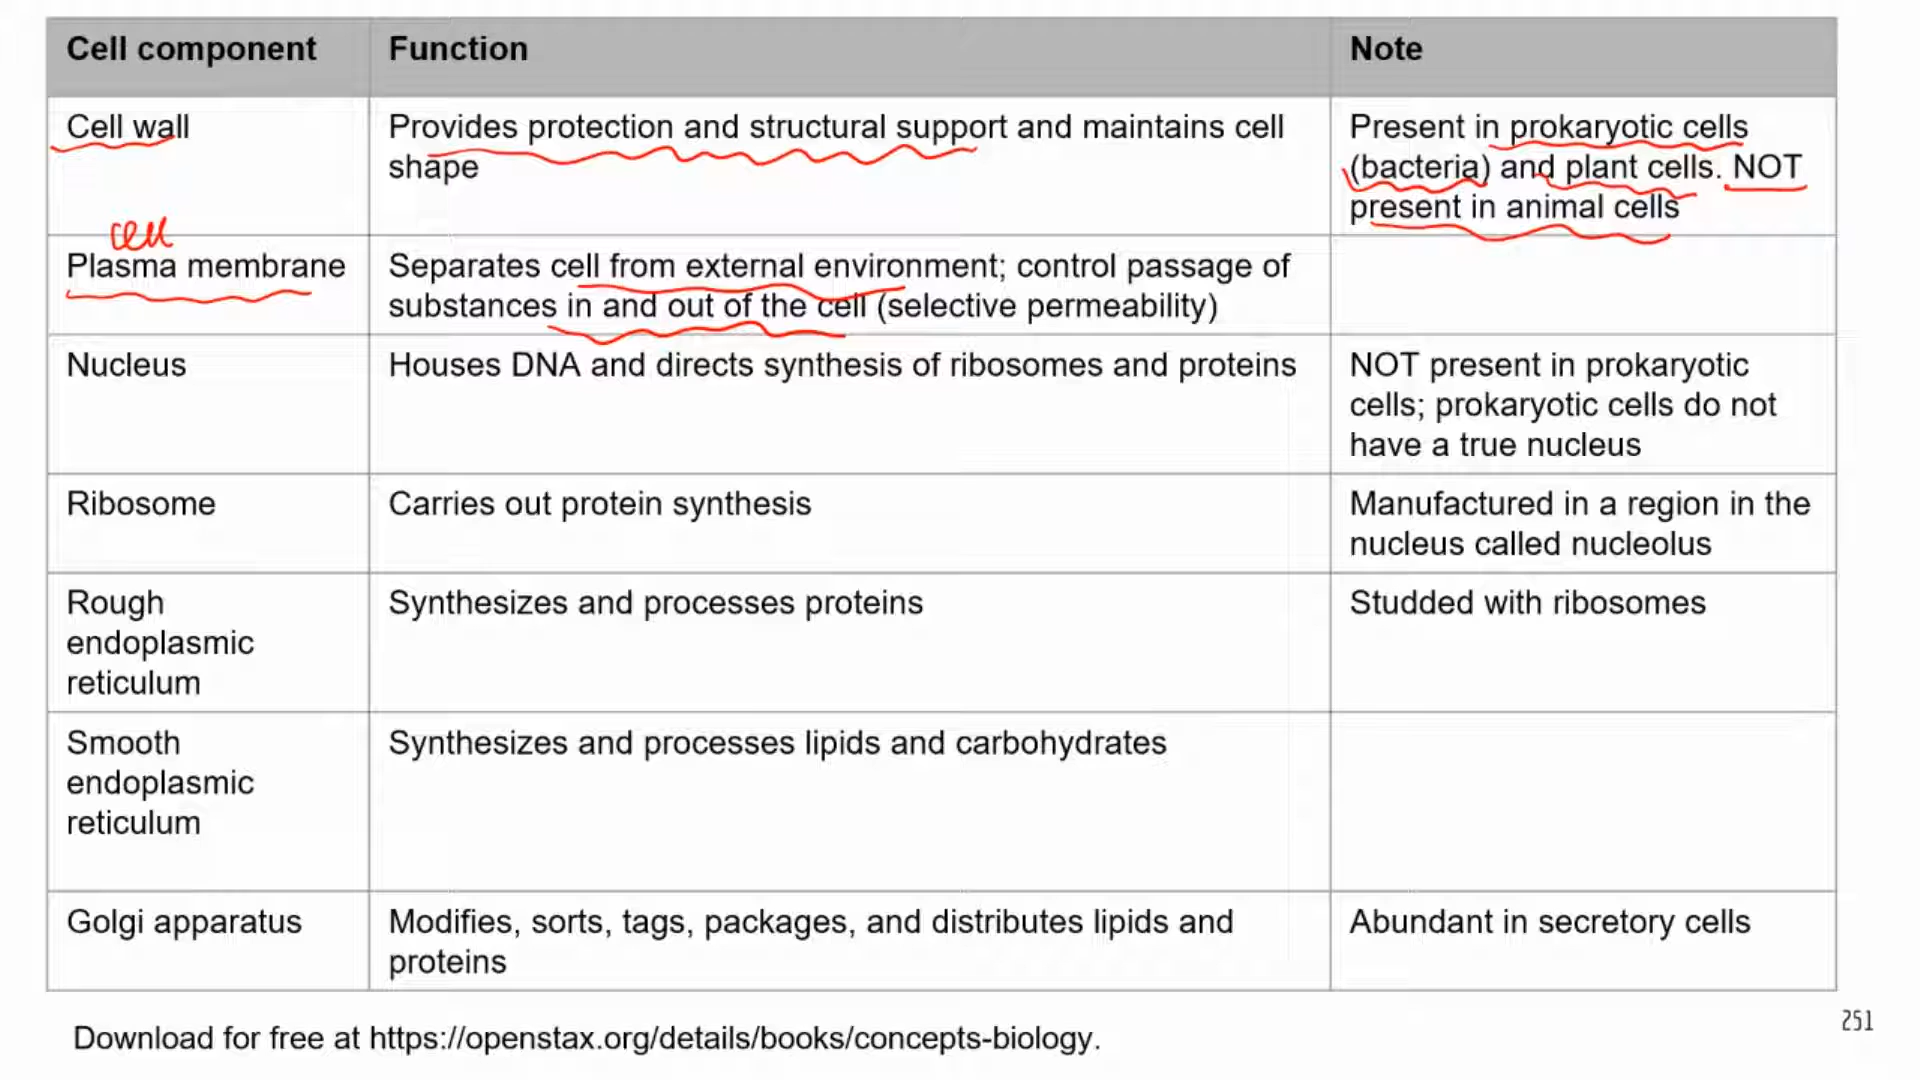 Cell component
Function
Note
Cell wall
Provides protection and structural support and maintains cell
shape
Present in prokaryotic cells
(bacteria) and plant cells. NOT
present in animal cells
cell
Plasma membrane
Separates cell from external environment; control passage of
substances in and out of the cell (selective permeability)
Nucleus
Houses DNA and directs synthesis of ribosomes and proteins
NOT present in prokaryotic
cells; prokaryotic cells do not
have a true nucleus
Ribosome
Carries out protein synthesis
Manufactured in a region in the
nucleus called nucleolus
Rough
endoplasmic
reticulum
Synthesizes and processes proteins
Studded with ribosomes
Smooth
endoplasmic
reticulum
Synthesizes and processes lipids and carbohydrates
Golgi apparatus
Modifies, sorts, tags, packages, and distributes lipids and
proteins
Abundant in secretory cells
251
Download for free at https://openstax.org/details/books/concepts-biology.